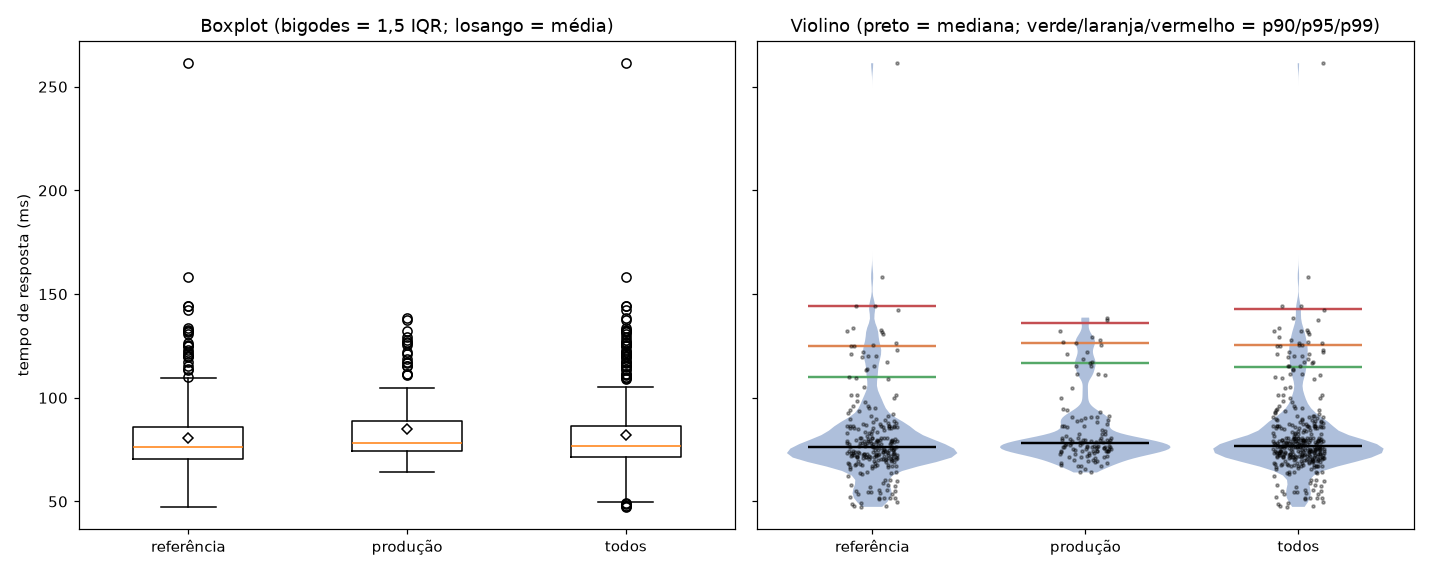 Boxplot (bigodes = 1,5 IQR; losango = média)
tempo de resposta (ms)
250
200
150
100
50
referência
produção
todos
Violino (preto = mediana; verde/laranja/vermelho = p90/p95/p99)
referência
produção
todos